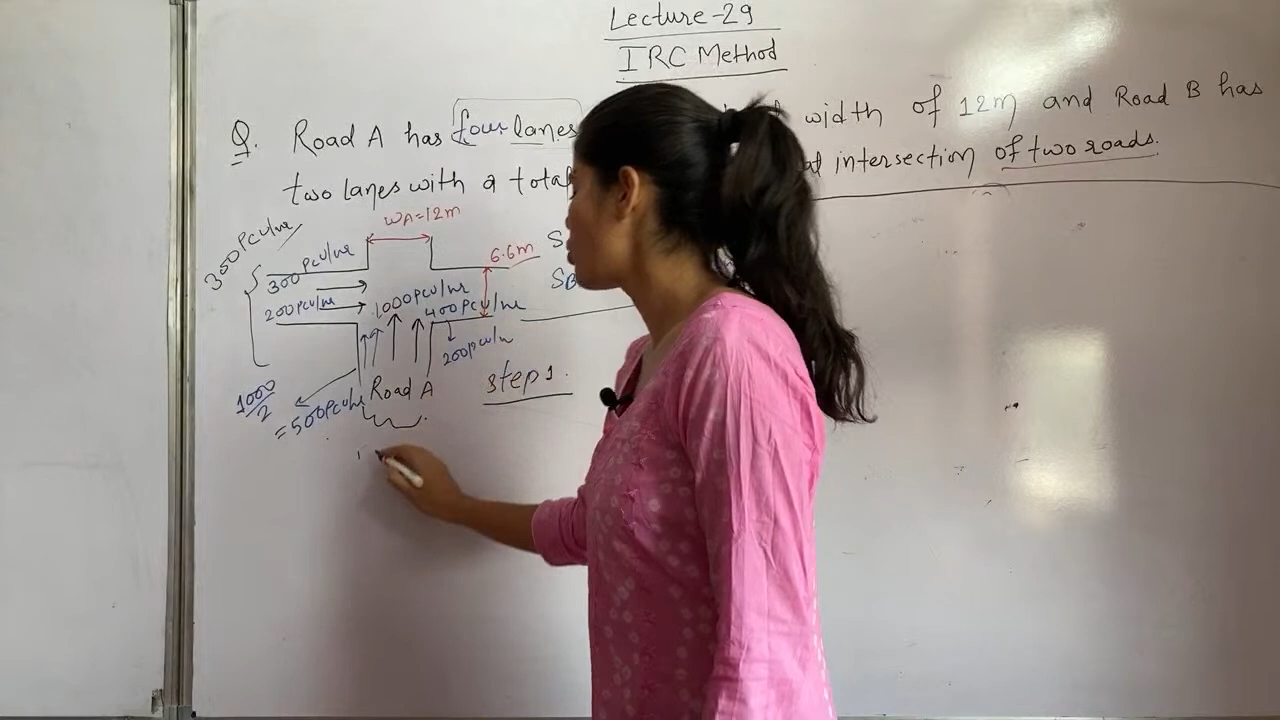 Lecture-29
IRC Method
Q. Road A has four lanes width of 12m and Road B has
two lanes with a total at intersection of two roads.
WA=12m
300 PCU/hr
300 PCU/hr
6.6m
S
SB
200 PCU/hr
1000 PCU/hr
400 PCU/hr
200 PCU/hr
Road A
Step 1.
1000/2
=500 PCU/hr